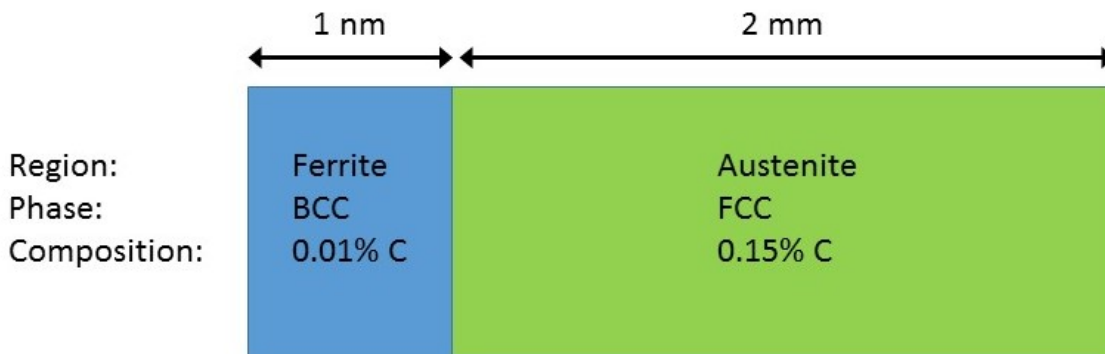 1 nm 2 mm
Region: Ferrite Austenite
Phase: BCC FCC
Composition: 0.01% C 0.15% C